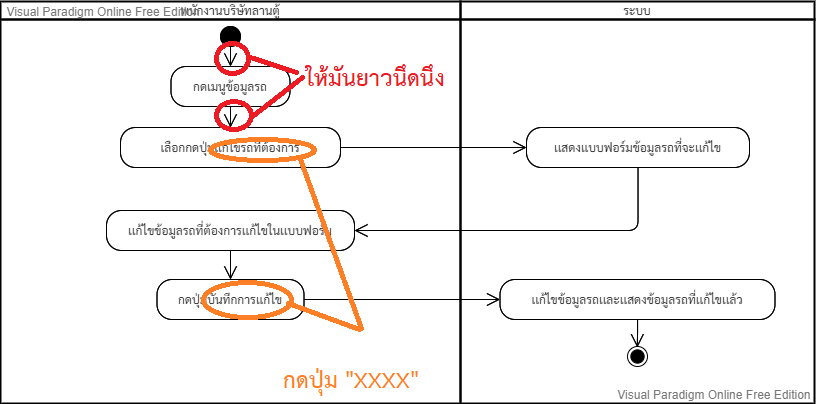 Visual Paradigm Online Free Edition
พนักงานบริษัทลานตู้
ระบบ
ให้มันยาวนึดนึง
กดเมนูข้อมูลรถ
เลือกกดปุ่มแก้ไขรถที่ต้องการ
แสดงแบบฟอร์มข้อมูลรถที่จะแก้ไข
แก้ไขข้อมูลรถที่ต้องการแก้ไขในแบบฟอร์ม
กดปุ่มบันทึกการแก้ไข
แก้ไขข้อมูลรถและแสดงข้อมูลรถที่แก้ไขแล้ว
กดปุ่ม "XXXX"
Visual Paradigm Online Free Edition